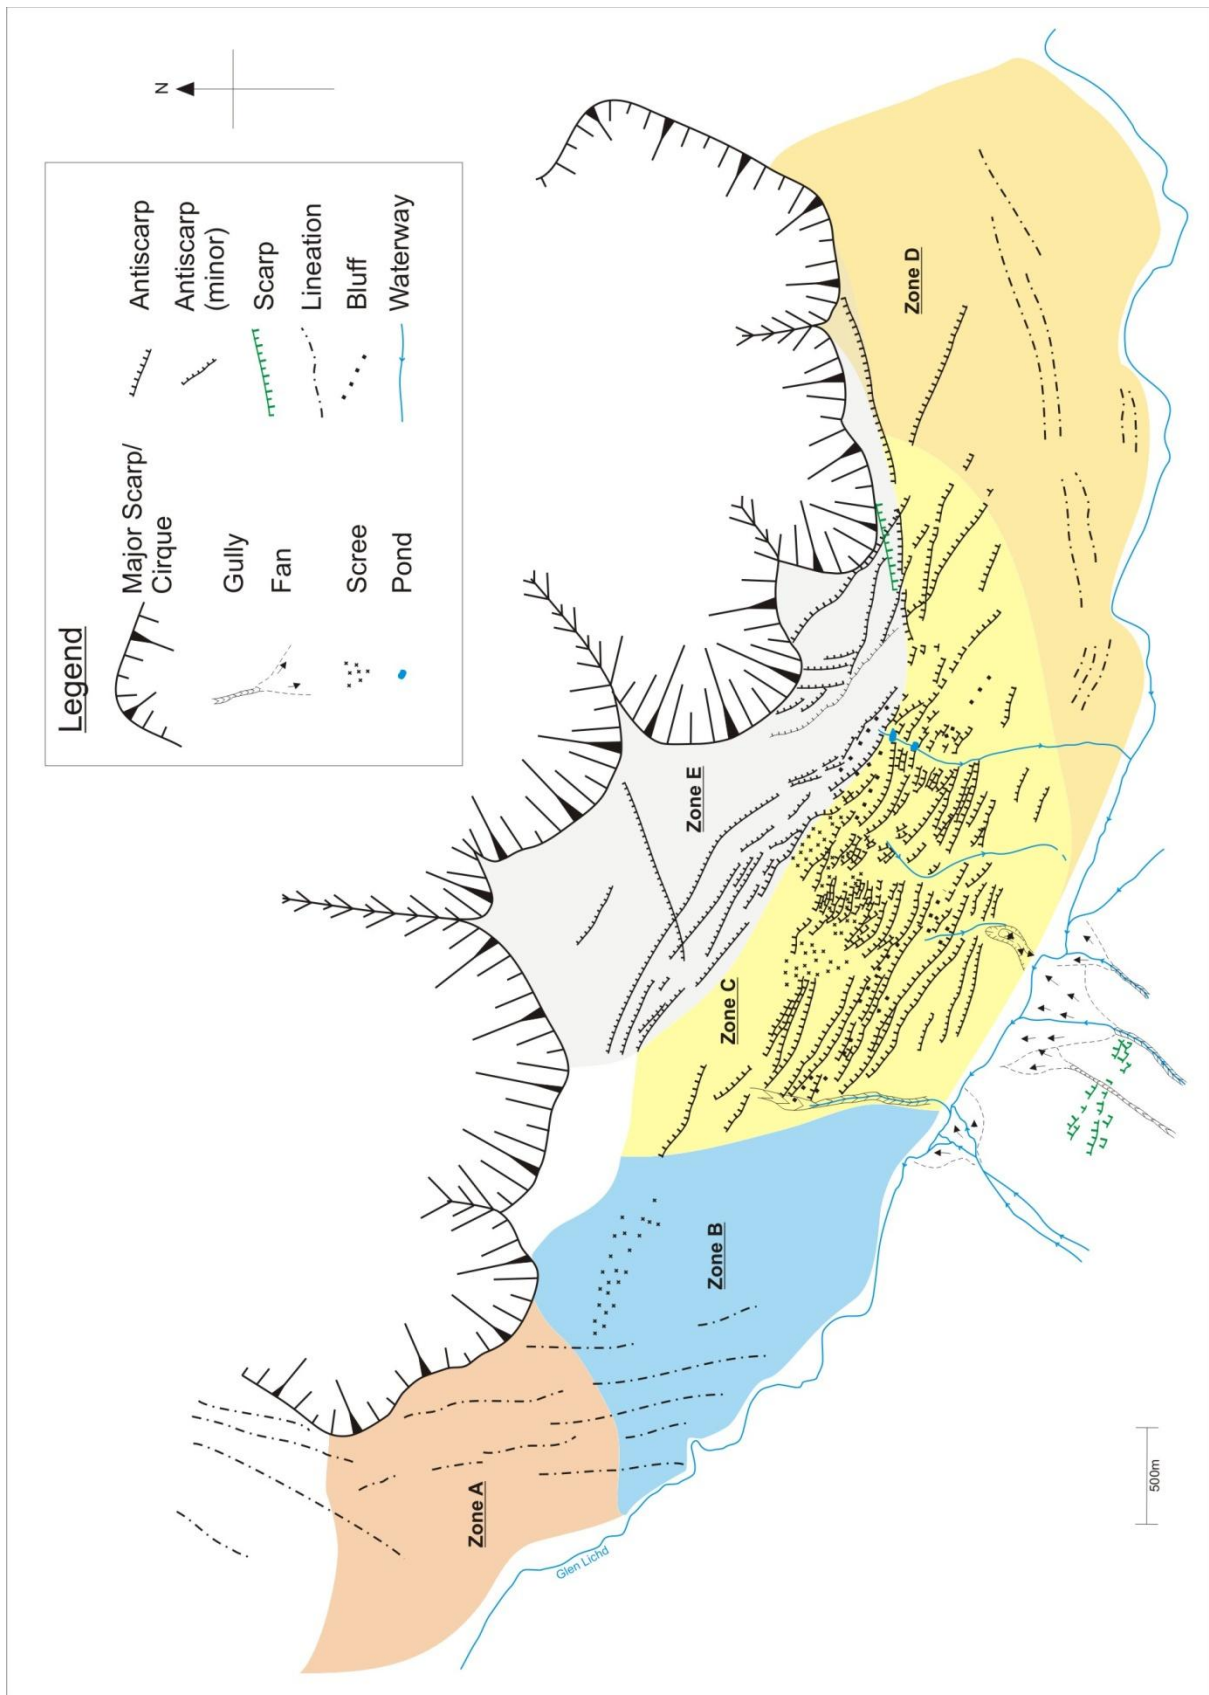 N
Legend
Major Scarp/
Cirque
Gully
Fan
Scree
Pond
Antiscarp
Antiscarp
(minor)
Scarp
Lineation
Bluff
Waterway
Zone A
Zone B
Zone C
Zone D
Zone E
Glen Lichd
500m